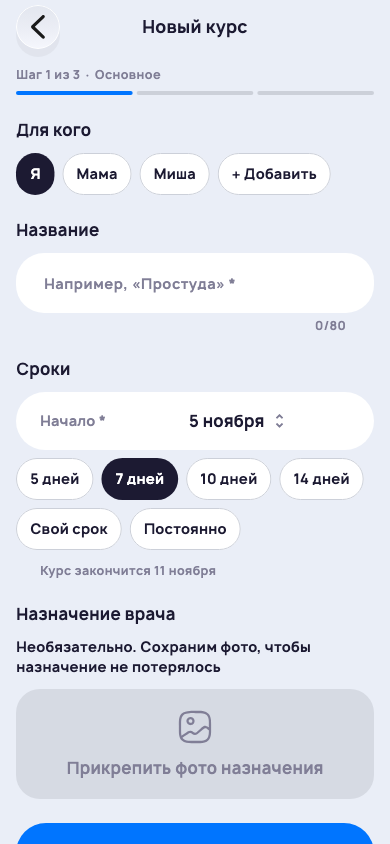 Новый курс
Шаг 1 из 3 · Основное
Для кого
Я
Мама
Миша
+ Добавить
Название
Например, «Простуда» *
0/80
Сроки
Начало *
5 ноября
5 дней
7 дней
10 дней
14 дней
Свой срок
Постоянно
Курс закончится 11 ноября
Назначение врача
Необязательно. Сохраним фото, чтобы
назначение не потерялось
Прикрепить фото назначения